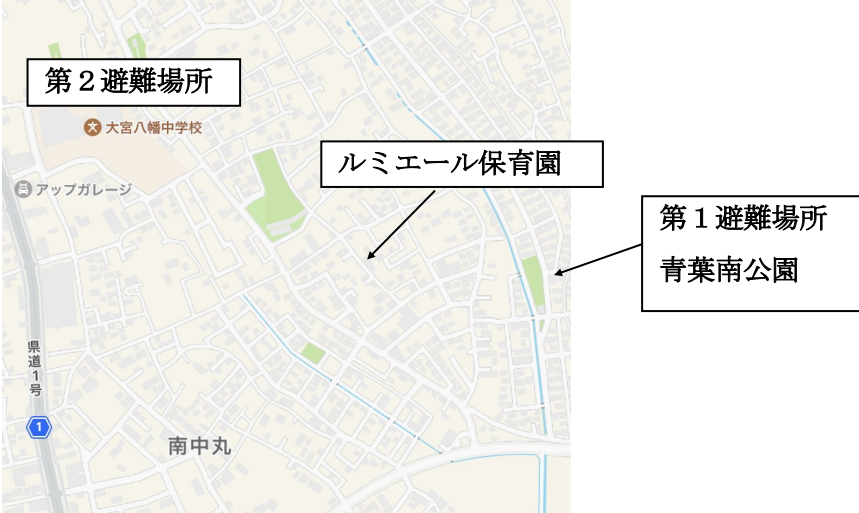 第２避難場所
大宮八幡中学校
ルミエール保育園
アップガレージ
第１避難場所
青葉南公園
県道1号
1
南中丸